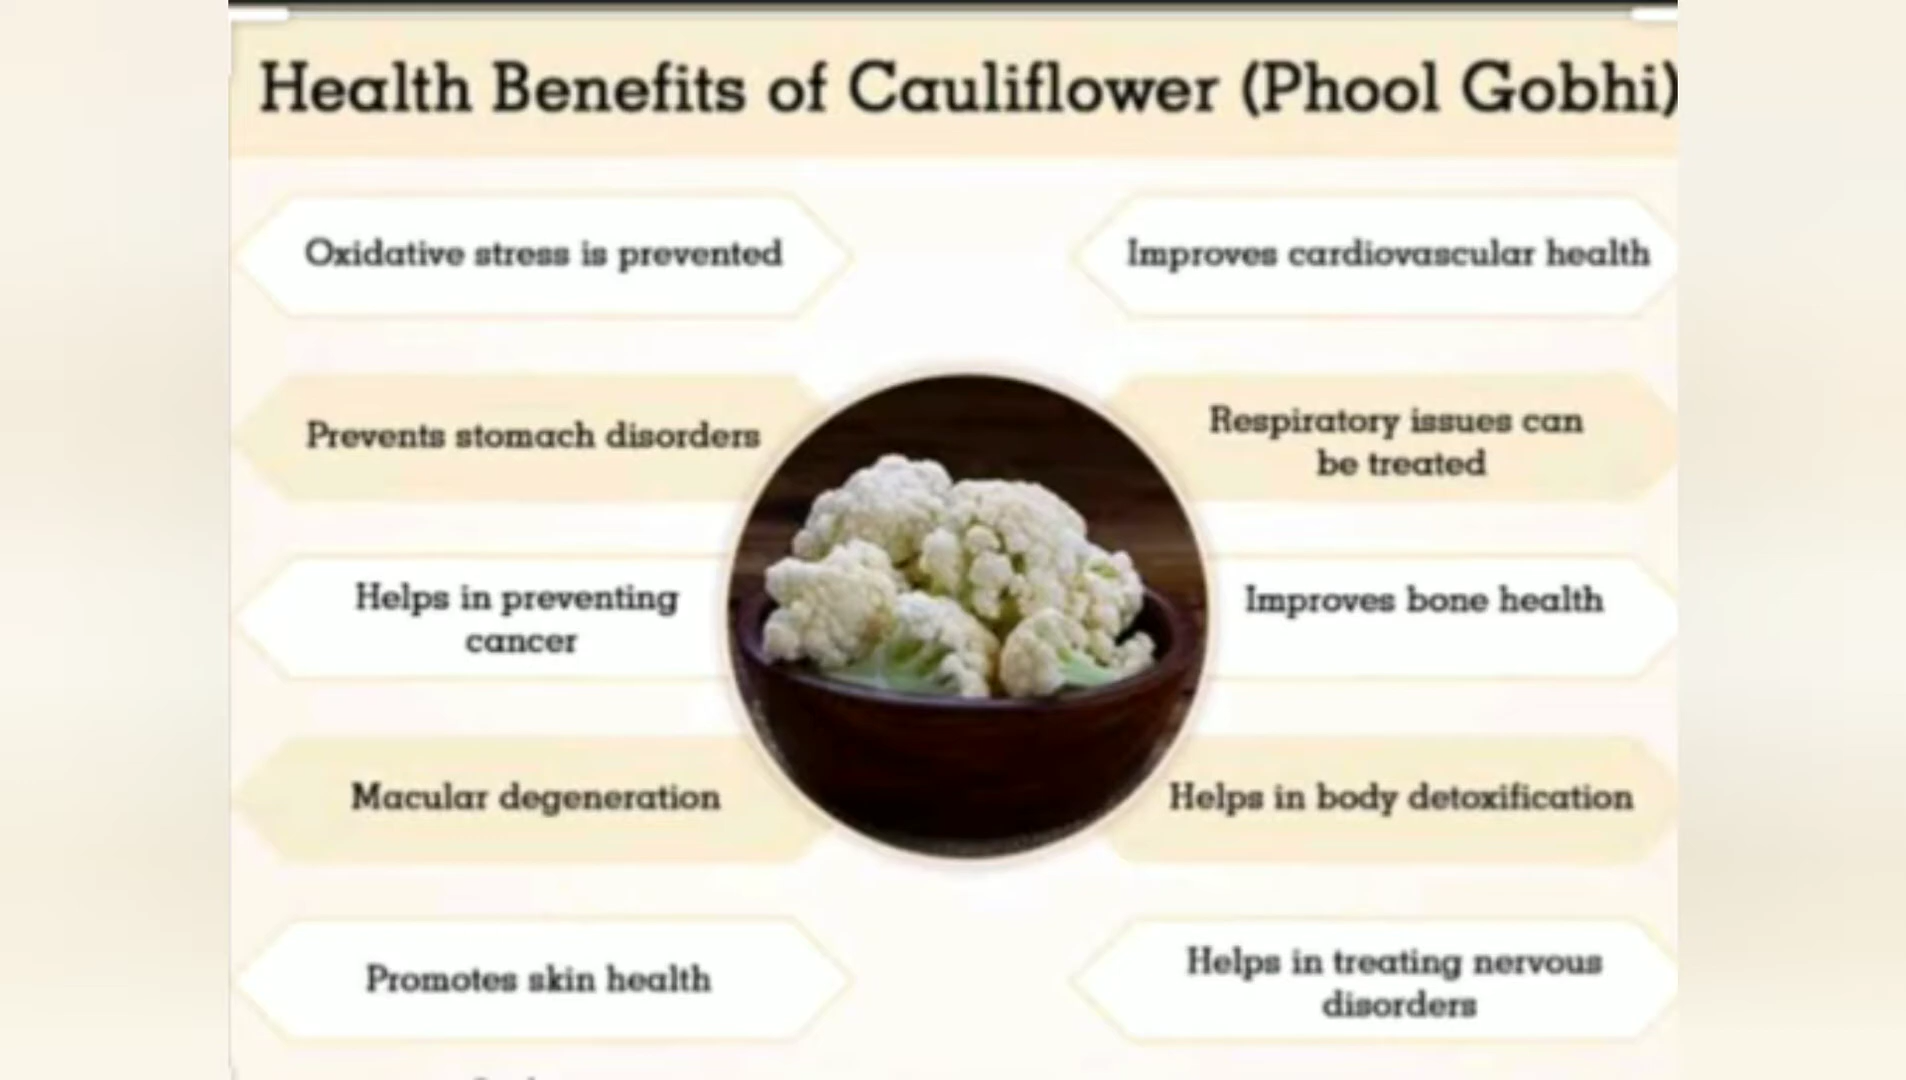 Health Benefits of Cauliflower (Phool Gobhi)
Oxidative stress is prevented
Improves cardiovascular health
Prevents stomach disorders
Respiratory issues can
be treated
Helps in preventing
cancer
Improves bone health
Macular degeneration
Helps in body detoxification
Promotes skin health
Helps in treating nervous
disorders